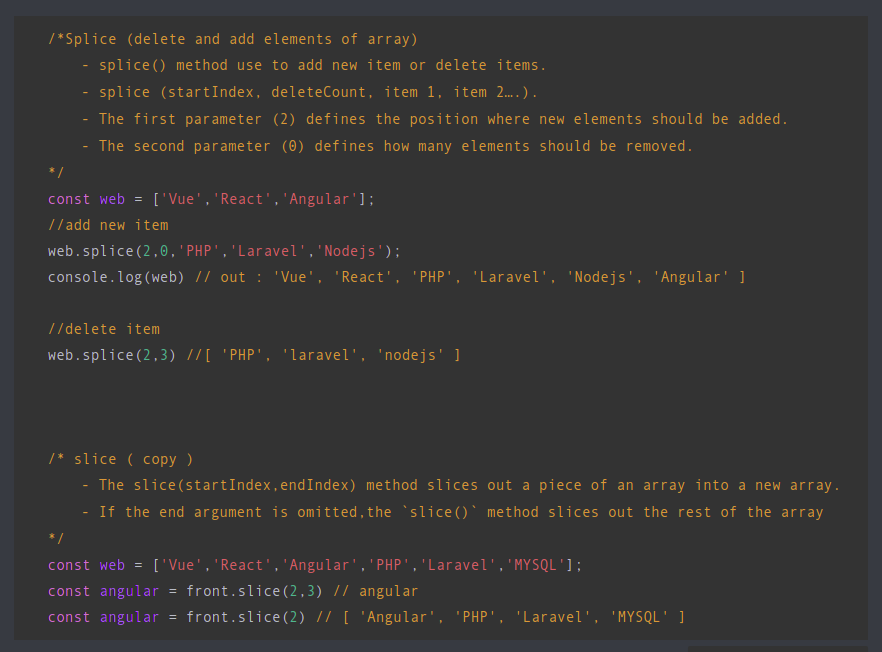 /*Splice (delete and add elements of array)
- splice() method use to add new item or delete items.
- splice (startIndex, deleteCount, item 1, item 2….).
- The first parameter (2) defines the position where new elements should be added.
- The second parameter (0) defines how many elements should be removed.
*/
const web = ['Vue','React','Angular'];
//add new item
web.splice(2,0,'PHP','Laravel','Nodejs');
console.log(web) // out : 'Vue', 'React', 'PHP', 'Laravel', 'Nodejs', 'Angular' ]
//delete item
web.splice(2,3) //[ 'PHP', 'laravel', 'nodejs' ]
/* slice ( copy )
- The slice(startIndex,endIndex) method slices out a piece of an array into a new array.
- If the end argument is omitted,the `slice()` method slices out the rest of the array
*/
const web = ['Vue','React','Angular','PHP','Laravel','MYSQL'];
const angular = front.slice(2,3) // angular
const angular = front.slice(2) // [ 'Angular', 'PHP', 'Laravel', 'MYSQL' ]